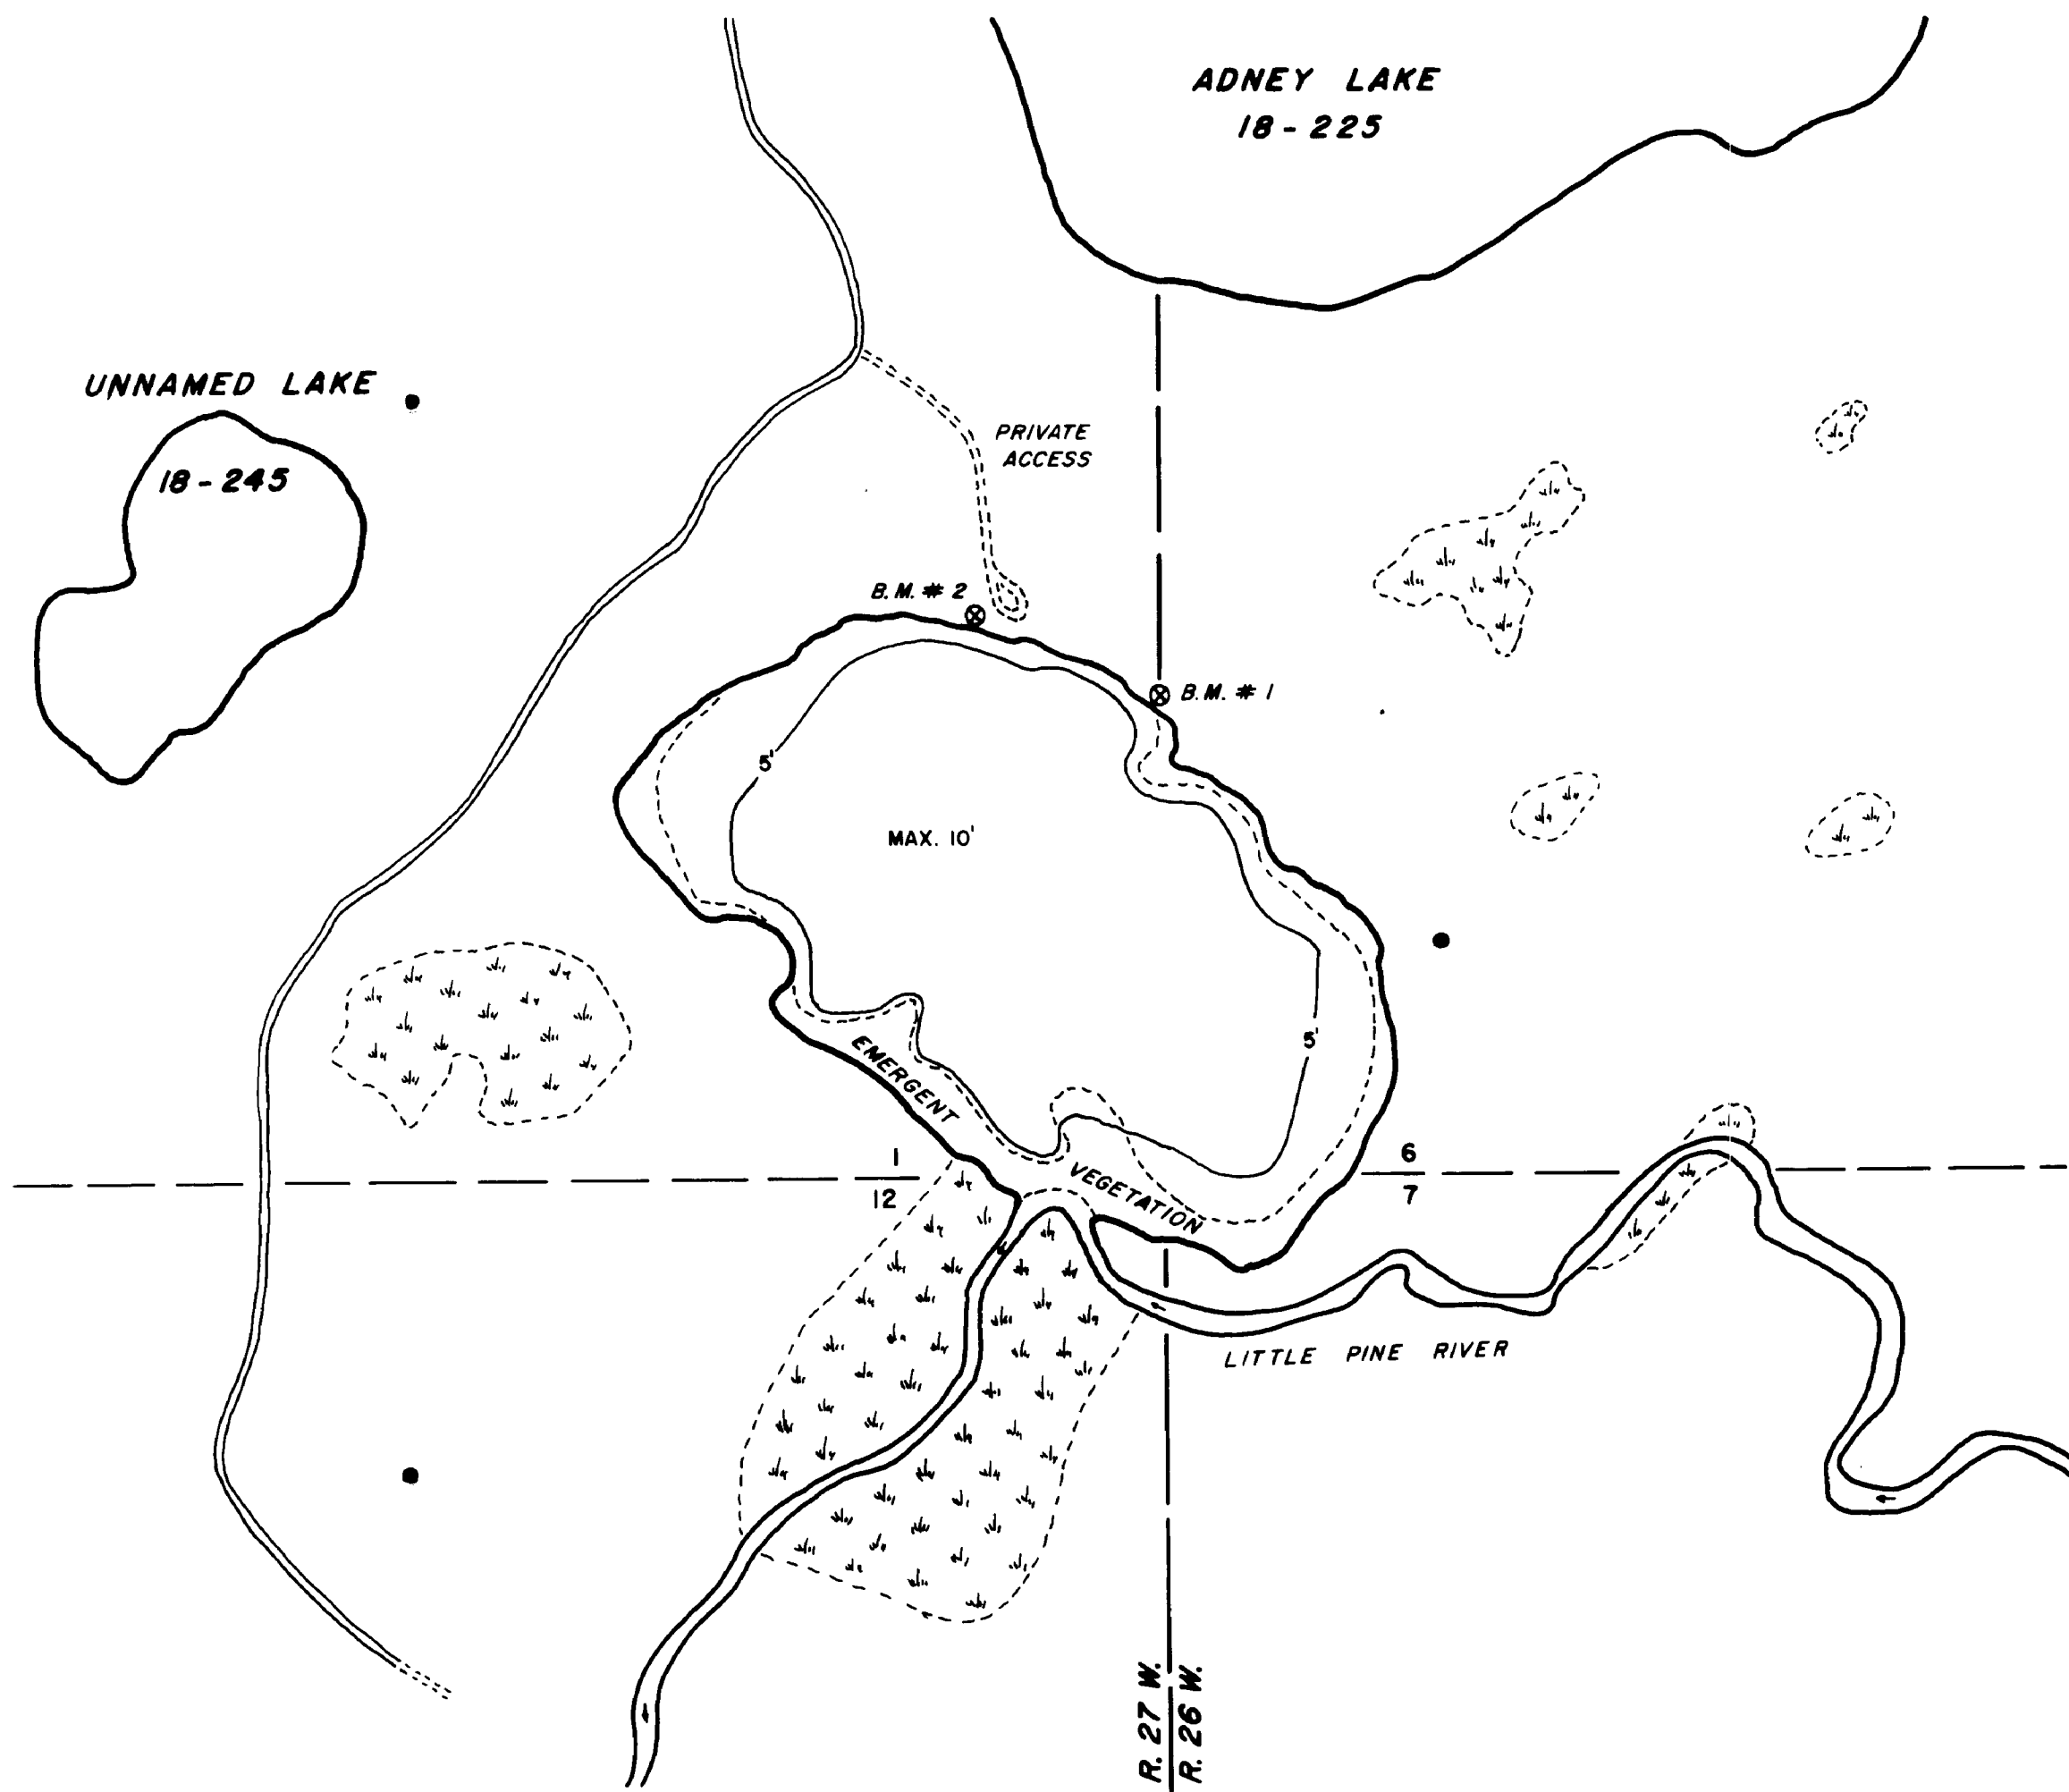 ADNEY LAKE
18-225
UNNAMED LAKE
18-245
PRIVATE
ACCESS
B.M. # 2
B.M. # 1
5'
MAX. 10'
5'
EMERGENT
VEGETATION
1
12
6
7
LITTLE PINE RIVER
R. 27 W.
R. 26 W.